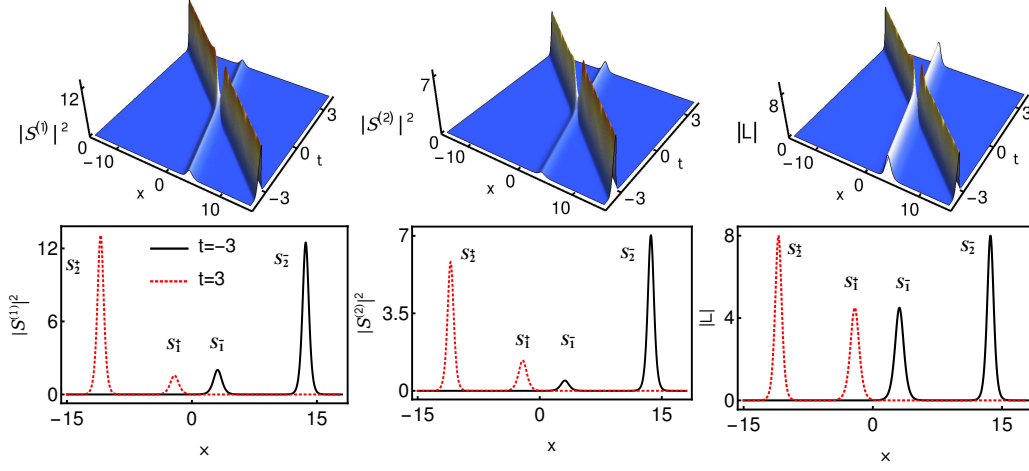 12
|S⁽¹⁾|²
0
−10
0
x
10
−3
0
t
3
7
|S⁽²⁾|²
0
−10
0
x
10
−3
0
t
3
8
|L|
0
−10
0
x
10
−3
0
t
3
12
6
0
|S⁽¹⁾|²
S₂⁺
t=−3
t=3
S₁⁺
S₁⁻
S₂⁻
−15
0
15
x
7
3.5
0
|S⁽²⁾|²
S₂⁺
S₁⁺
S₁⁻
S₂⁻
−15
0
15
x
8
4
0
|L|
S₂⁺
S₁⁺
S₁⁻
S₂⁻
−15
0
15
x